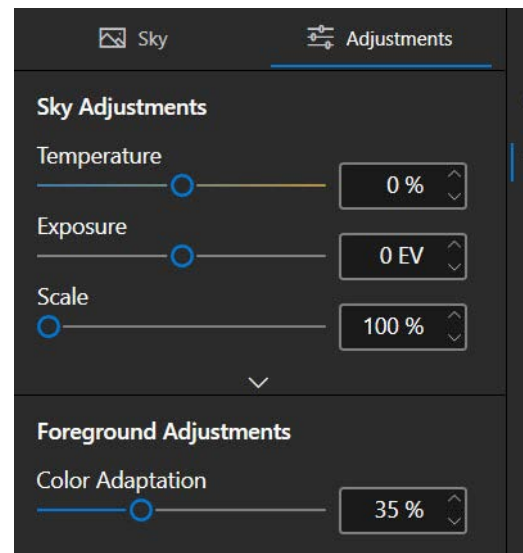 Sky
Adjustments
Sky Adjustments
Temperature
0 %
Exposure
0 EV
Scale
100 %
Foreground Adjustments
Color Adaptation
35 %